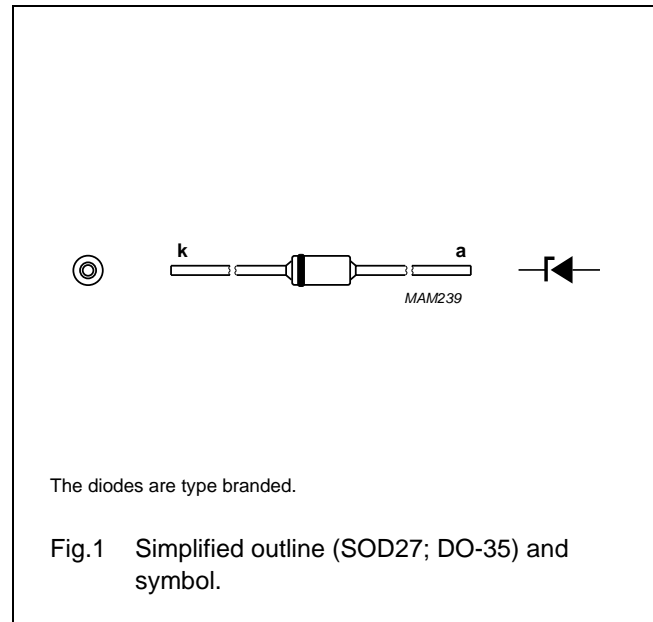 k
a
MAM239
The diodes are type branded.
Fig.1 Simplified outline (SOD27; DO-35) and
symbol.